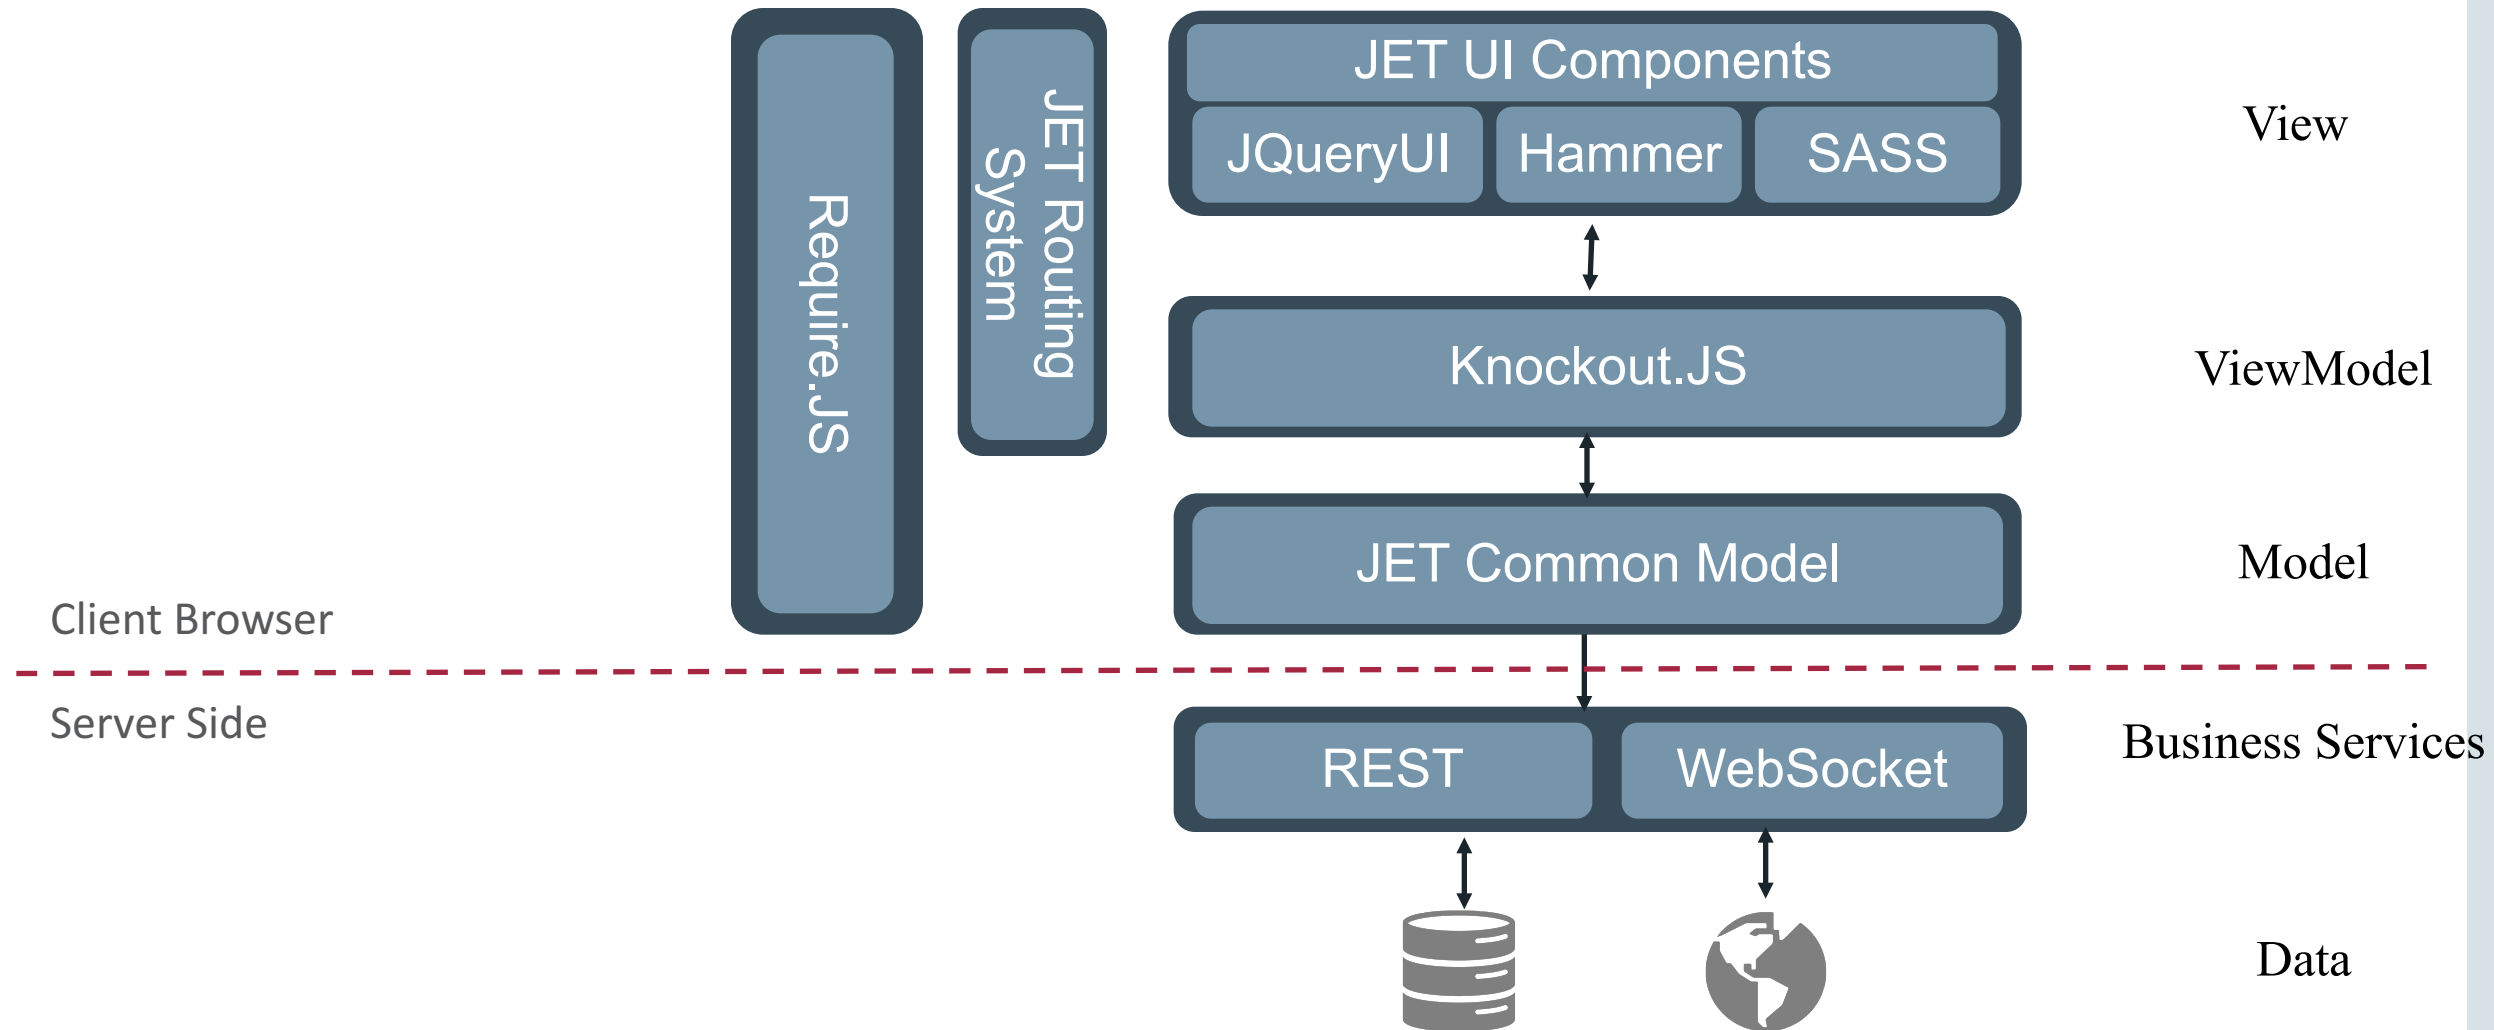 Require.JS
JET Routing
System
JET UI Components
JQueryUI
Hammer
SASS
View
Knockout.JS
ViewModel
JET Common Model
Model
Client Browser
Server Side
REST
WebSocket
Business Services
Data